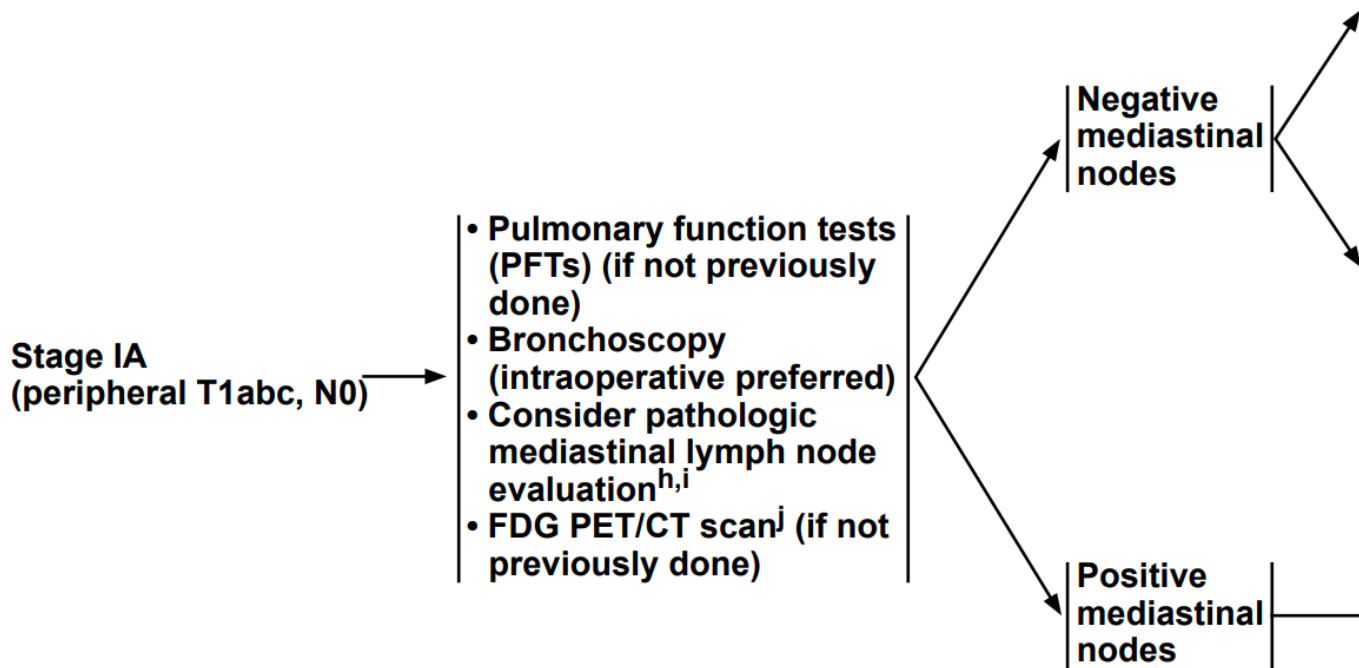 Stage IA
(peripheral T1abc, N0)
• Pulmonary function tests
(PFTs) (if not previously
done)
• Bronchoscopy
(intraoperative preferred)
• Consider pathologic
mediastinal lymph node
evaluationh,i
• FDG PET/CT scanj (if not
previously done)
Negative
mediastinal
nodes
Positive
mediastinal
nodes